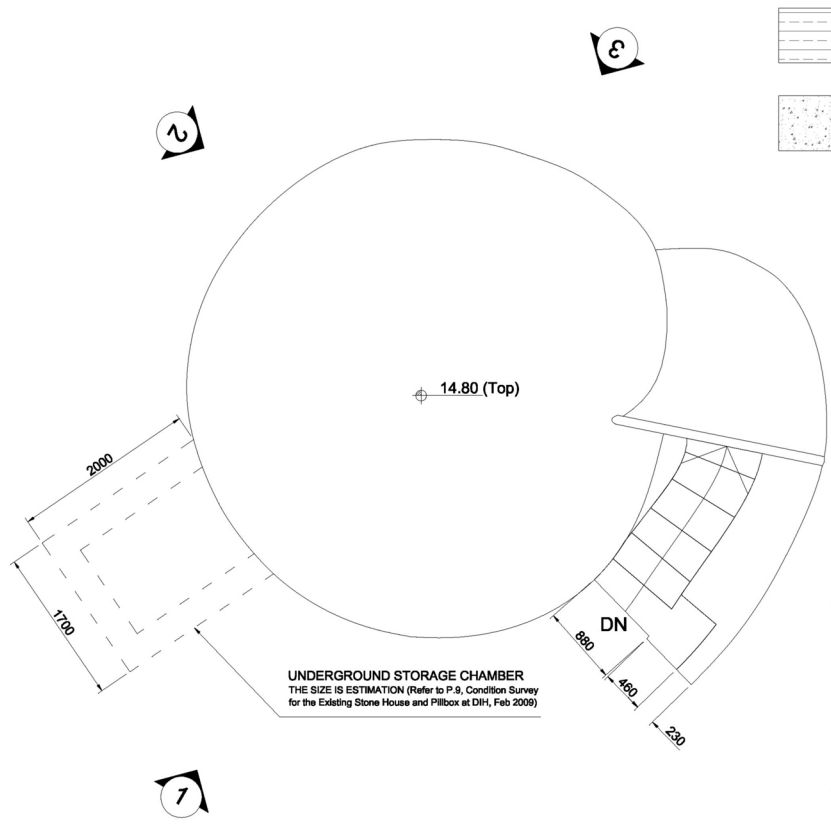 3
2
14.80 (Top)
2000
1700
DN
880
460
230
UNDERGROUND STORAGE CHAMBER
THE SIZE IS ESTIMATION (Refer to P.9, Condition Survey
for the Existing Stone House and Pillbox at DIH, Feb 2009)
1